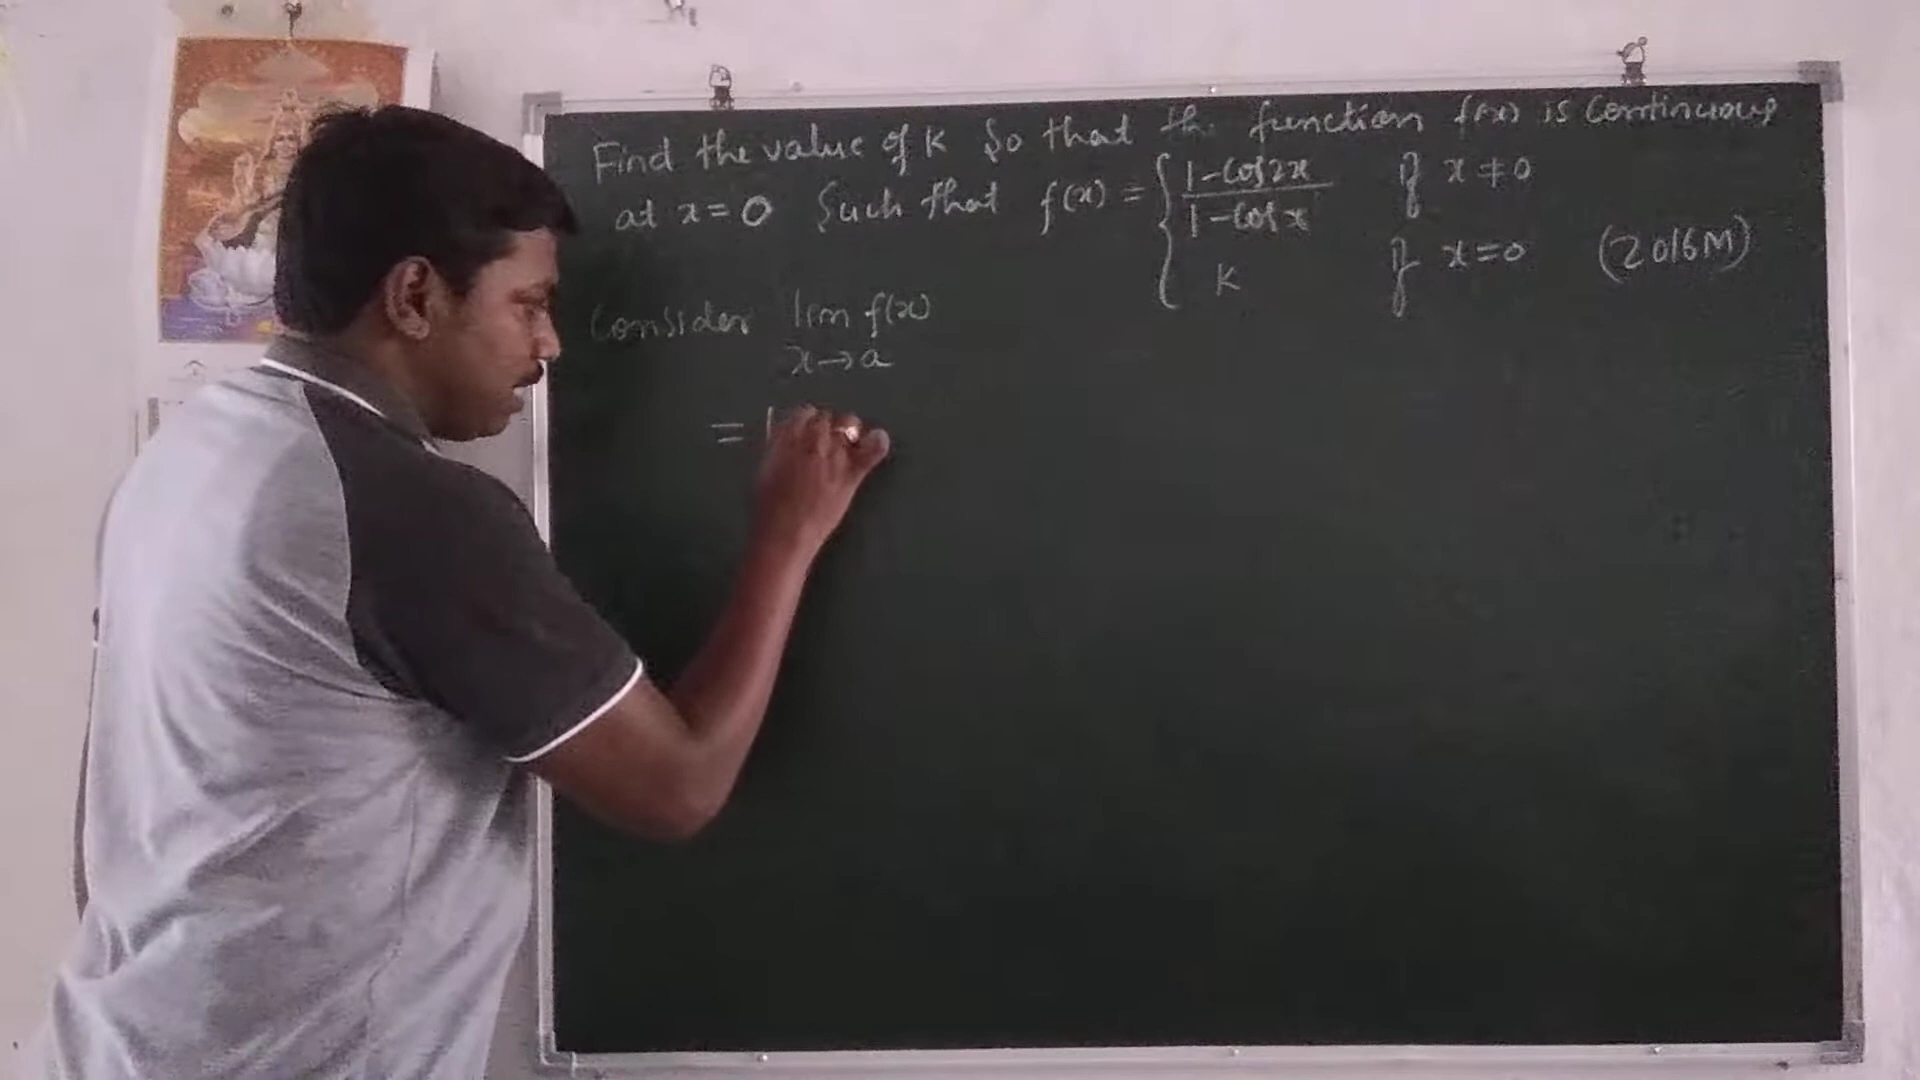 Find the value of K so that the function f(x) is continuous
at x = 0 such that f(x) = { 1-cos2x / 1-cosx if x ≠ 0
K if x = 0 (2016M)
Consider lim f(x)
x→a
=